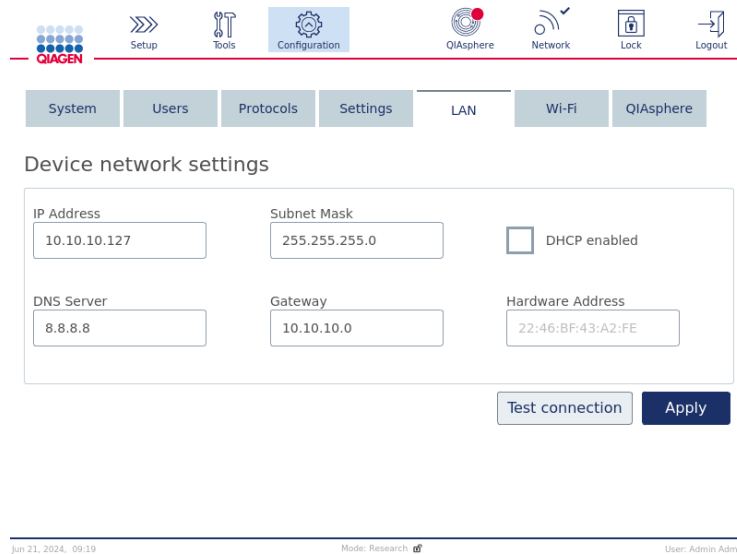 QIAGEN
Setup
Tools
Configuration
QIAsphere
Network
Lock
Logout
System
Users
Protocols
Settings
LAN
Wi-Fi
QIAsphere
Device network settings
IP Address
Subnet Mask
10.10.10.127
255.255.255.0
DHCP enabled
DNS Server
Gateway
Hardware Address
8.8.8.8
10.10.10.0
22:46:BF:43:A2:FE
Test connection
Apply
Jun 21, 2024, 09:19
Mode: Research
User: Admin Adm